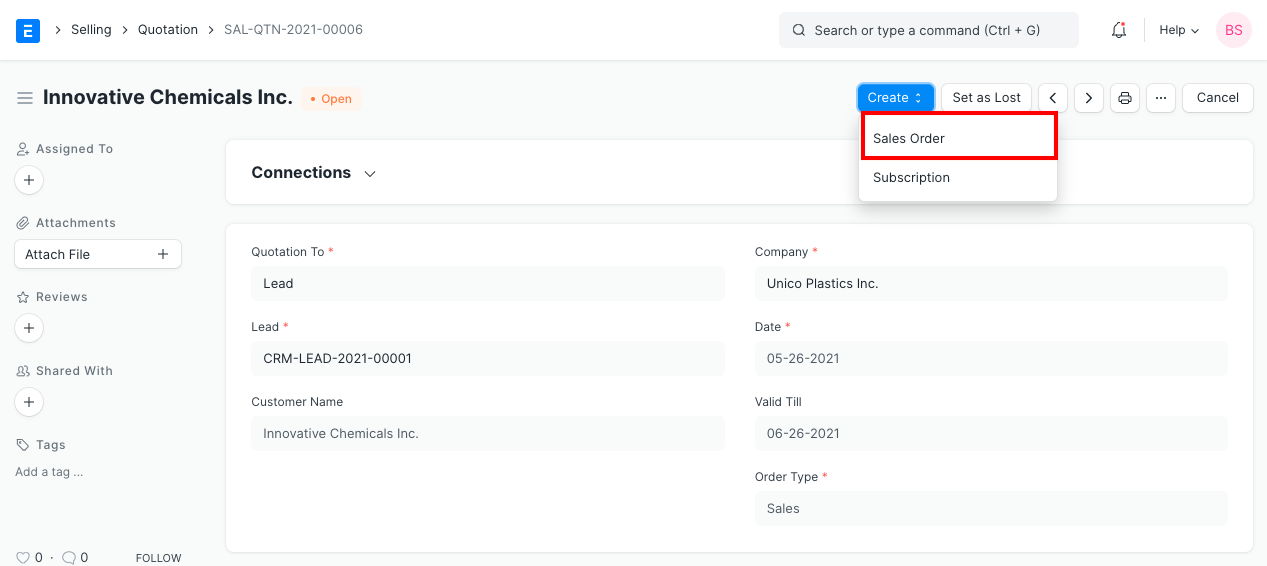 E Selling Quotation SAL-QTN-2021-00006 Search or type a command (Ctrl + G) Help BS
Innovative Chemicals Inc. Open Create Set as Lost ... Cancel
Sales Order
Subscription
Assigned To
+
Attachments
Attach File +
Reviews
+
Shared With
+
Tags
Add a tag ...
0 · 0 FOLLOW
Connections
Quotation To *
Lead
Lead *
CRM-LEAD-2021-00001
Customer Name
Innovative Chemicals Inc.
Company *
Unico Plastics Inc.
Date *
05-26-2021
Valid Till
06-26-2021
Order Type *
Sales